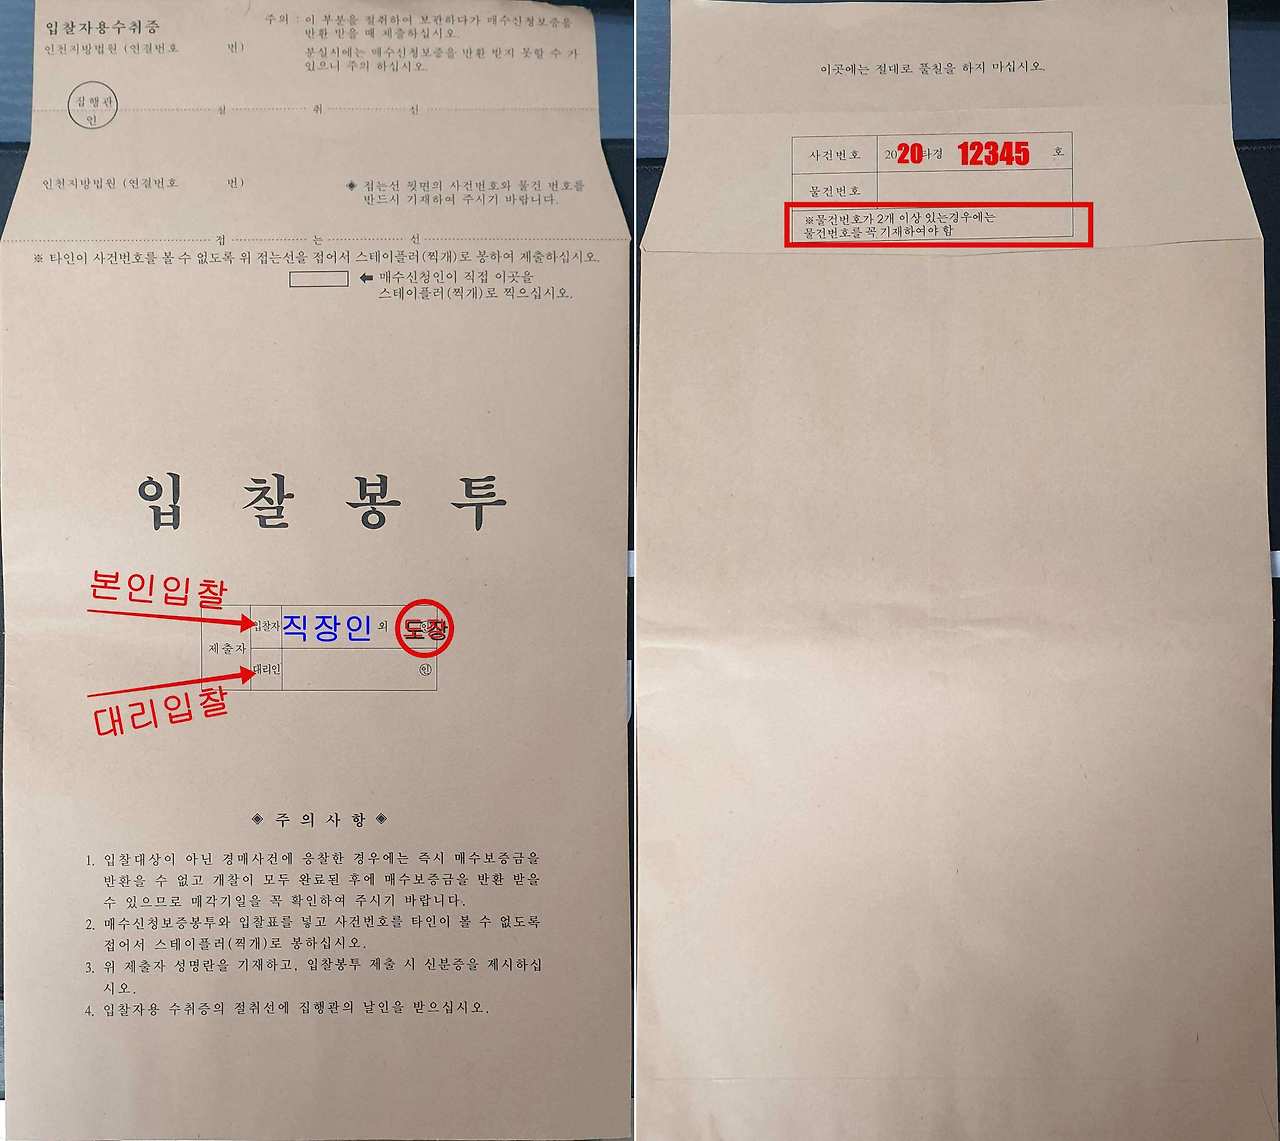 입찰자용수취증
인천지방법원 (연결번호 번)
주의 : 이 부분을 절취하여 보관하다가 매수신청보증을
반환 받을 때 제출하십시오.
분실시에는 매수신청보증을 반환 받지 못할 수 가
있으니 주의 하십시오.
집행관
인
절 취 선
인천지방법원 (연결번호 번)
◈ 접는선 뒷면의 사건번호와 물건 번호를
반드시 기재하여 주시기 바랍니다.
접 는 선
※ 타인이 사건번호를 볼 수 없도록 위 접는선을 접어서 스테이플러(찍개)로 봉하여 제출하십시오.
⬅ 매수신청인이 직접 이곳을
스테이플러(찍개)로 찍으십시오.
입 찰 봉 투
본인입찰
제출자
입찰자 직장인 외 도장
대리인 ㊞
대리입찰
◈ 주 의 사 항 ◈
1. 입찰대상이 아닌 경매사건에 응찰한 경우에는 즉시 매수보증금을
반환을 수 없고 개찰이 모두 완료된 후에 매수보증금을 반환 받을
수 있으므로 매각기일을 꼭 확인하여 주시기 바랍니다.
2. 매수신청보증봉투와 입찰표를 넣고 사건번호를 타인이 볼 수 없도록
접어서 스테이플러(찍개)로 봉하십시오.
3. 위 제출자 성명란을 기재하고, 입찰봉투 제출 시 신분증을 제시하십
시오.
4. 입찰자용 수취증의 절취선에 집행관의 날인을 받으십시오.
이곳에는 절대로 풀칠을 하지 마십시오.
사건번호 2020타경 12345 호
물건번호
※물건번호가 2개 이상 있는경우에는
물건번호를 꼭 기재하여야 함